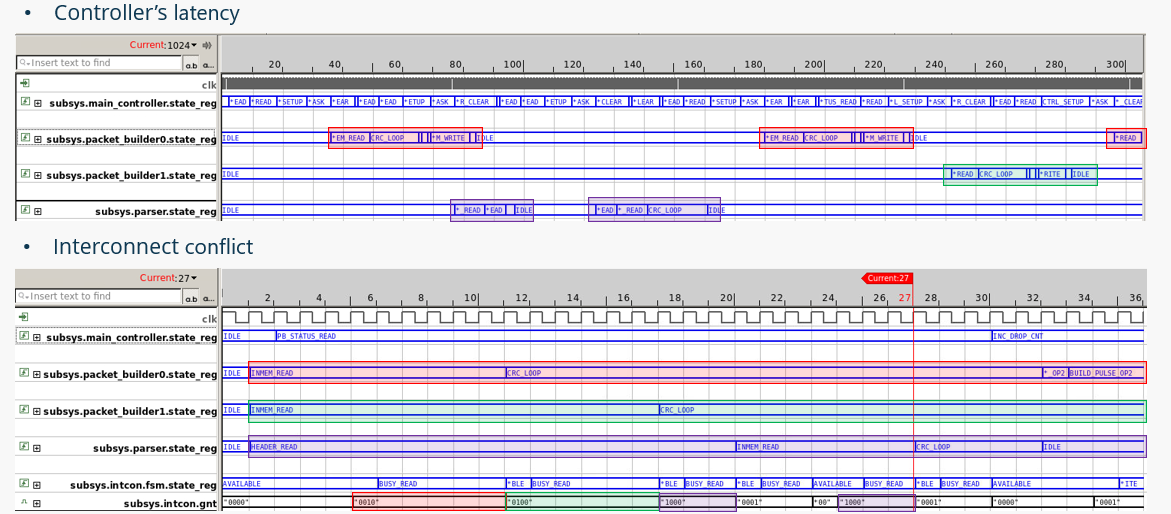 • Controller's latency
Current:1024
Insert text to find
a.b a...
20 40 60 80 100 120 140 160 180 200 220 240 260 280 300
clk
subsys.main_controller.state_reg *EAD *READ *SETUP *ASK *EAR *EAD *EAD *ETUP *ASK *R_CLEAR *EAD *EAD *ETUP *ASK *CLEAR *EAD *LEAR *EAD *READ *SETUP *ASK *EAR *EAR *TUS_READ *READ *L_SETUP *ASK *R_CLEAR *EAD *READ CTRL_SETUP *ASK *_CLEAR
subsys.packet_builder0.state_reg IDLE *EM_READ CRC_LOOP *M_WRITE IDLE *EM_READ CRC_LOOP *M_WRITE IDLE *READ
subsys.packet_builder1.state_reg IDLE *READ CRC_LOOP *RITE IDLE
subsys.parser.state_reg IDLE *_READ *EAD IDLE *EAD *_READ CRC_LOOP IDLE
• Interconnect conflict
Current:27
Current:27
Insert text to find
a.b a...
2 4 6 8 10 12 14 16 18 20 22 24 26 27 28 30 32 34 36
clk
subsys.main_controller.state_reg IDLE PB_STATUS_READ INC_DROP_CNT
subsys.packet_builder0.state_reg IDLE INMEM_READ CRC_LOOP *_OP2 BUILD_PULSE_OP2
subsys.packet_builder1.state_reg IDLE INMEM_READ CRC_LOOP
subsys.parser.state_reg IDLE HEADER_READ INMEM_READ CRC_LOOP IDLE
subsys.intcon.fsm.state_reg AVAILABLE BUSY_READ *BLE BUSY_READ *BLE BUSY_READ *BLE BUSY_READ AVAILABLE BUSY_READ *BLE BUSY_READ AVAILABLE *ITE
subsys.intcon.gnt "0000" "0010" "0100" "1000" "0001" "00" "1000" "0001" "0000" "0001"